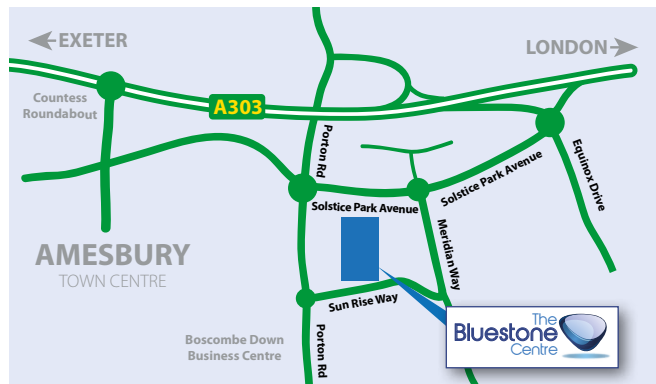 EXETER
LONDON
Countess
Roundabout
A303
Porton Rd
Equinox Drive
Solstice Park Avenue
Solstice Park Avenue
Meridian Way
AMESBURY
TOWN CENTRE
Sun Rise Way
Boscombe Down
Business Centre
Porton Rd
The
Bluestone
Centre